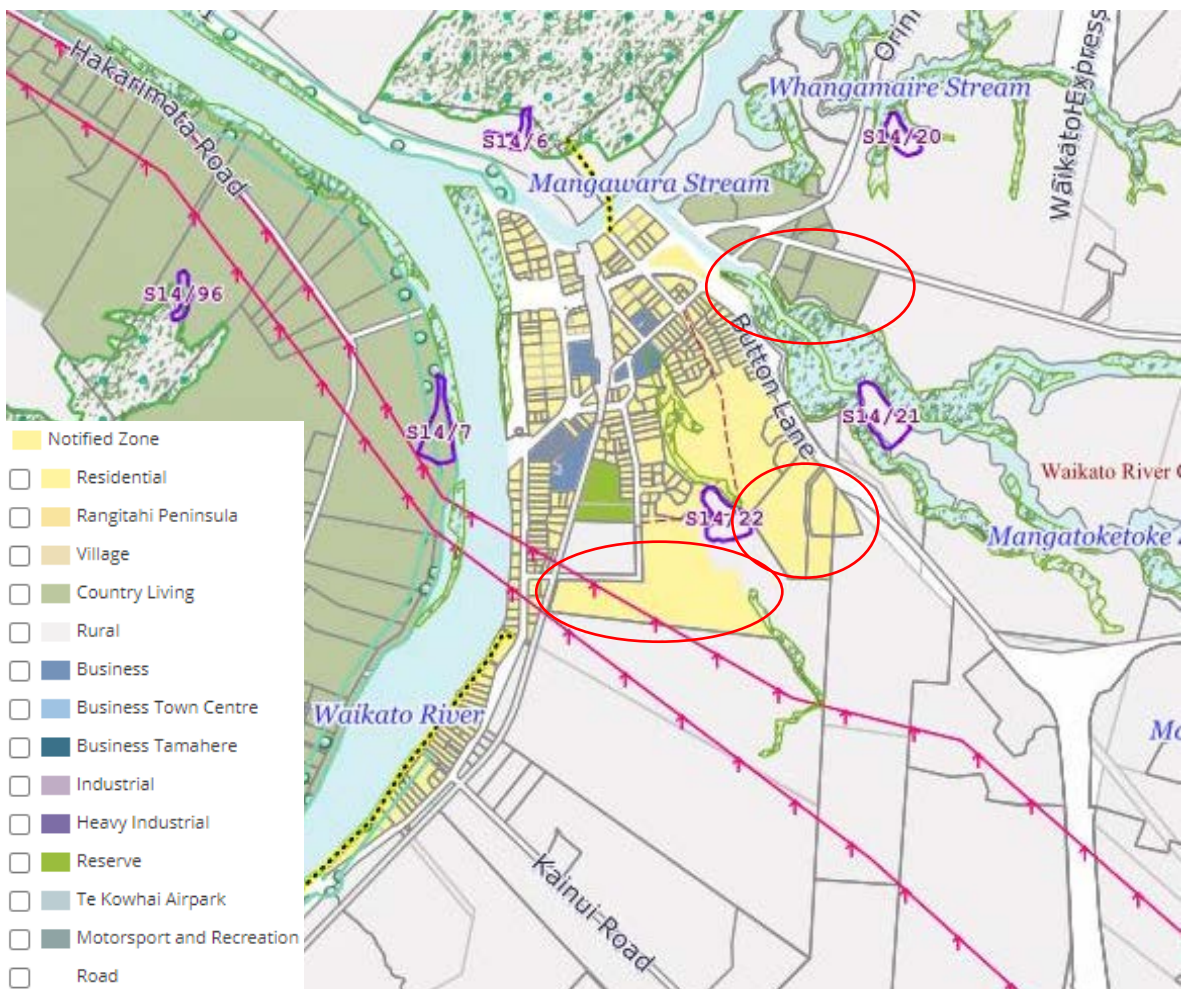 Hakarimata Road
Orini
Waikato Express
Whangamaire Stream
S14/6
S14/20
Mangawara Stream
S14/96
Button Lane
S14/7
S14/21
Waikato River
S14/22
Mangatoketoke
Waikato River
Kainui Road
Notified Zone
Residential
Rangitahi Peninsula
Village
Country Living
Rural
Business
Business Town Centre
Business Tamahere
Industrial
Heavy Industrial
Reserve
Te Kowhai Airpark
Motorsport and Recreation
Road